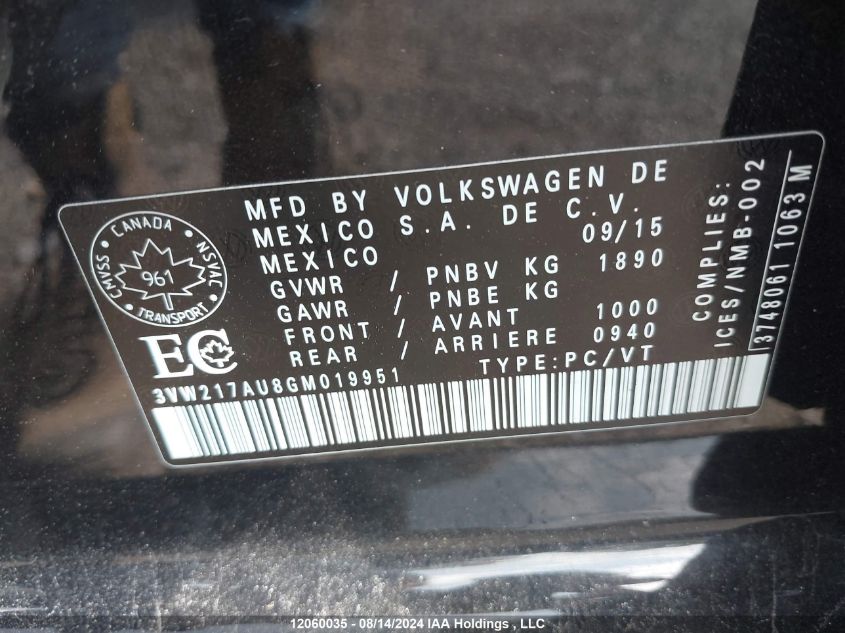 MFD BY VOLKSWAGEN DE
MEXICO S.A. DE C.V.
MEXICO 09/15
GVWR / PNBV KG 1890
GAWR / PNBE KG
FRONT / AVANT 1000
REAR / ARRIERE 0940
TYPE:PC/VT
CANADA
CMVSS NSVAC
961
TRANSPORT
EC
3VW217AU8GM019951
COMPLIES:
ICES/NMB-002
3748061 1063 M
12060035 - 08/14/2024 IAA Holdings , LLC